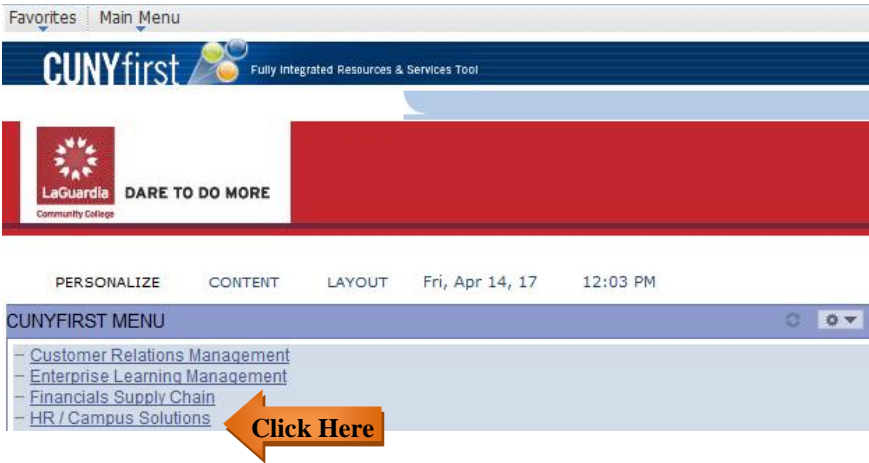 Favorites Main Menu
CUNYfirst Fully Integrated Resources & Services Tool
LaGuardia DARE TO DO MORE
Community College
PERSONALIZE CONTENT LAYOUT Fri, Apr 14, 17 12:03 PM
CUNYFIRST MENU
– Customer Relations Management
– Enterprise Learning Management
– Financials Supply Chain
– HR / Campus Solutions Click Here